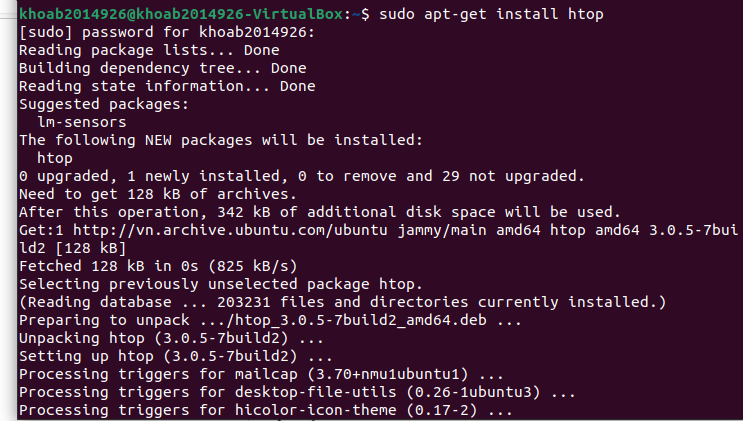 khoab2014926@khoab2014926-VirtualBox:~$ sudo apt-get install htop
[sudo] password for khoab2014926:
Reading package lists... Done
Building dependency tree... Done
Reading state information... Done
Suggested packages:
  lm-sensors
The following NEW packages will be installed:
  htop
0 upgraded, 1 newly installed, 0 to remove and 29 not upgraded.
Need to get 128 kB of archives.
After this operation, 342 kB of additional disk space will be used.
Get:1 http://vn.archive.ubuntu.com/ubuntu jammy/main amd64 htop amd64 3.0.5-7bui
ld2 [128 kB]
Fetched 128 kB in 0s (825 kB/s)
Selecting previously unselected package htop.
(Reading database ... 203231 files and directories currently installed.)
Preparing to unpack .../htop_3.0.5-7build2_amd64.deb ...
Unpacking htop (3.0.5-7build2) ...
Setting up htop (3.0.5-7build2) ...
Processing triggers for mailcap (3.70+nmu1ubuntu1) ...
Processing triggers for desktop-file-utils (0.26-1ubuntu3) ...
Processing triggers for hicolor-icon-theme (0.17-2) ...